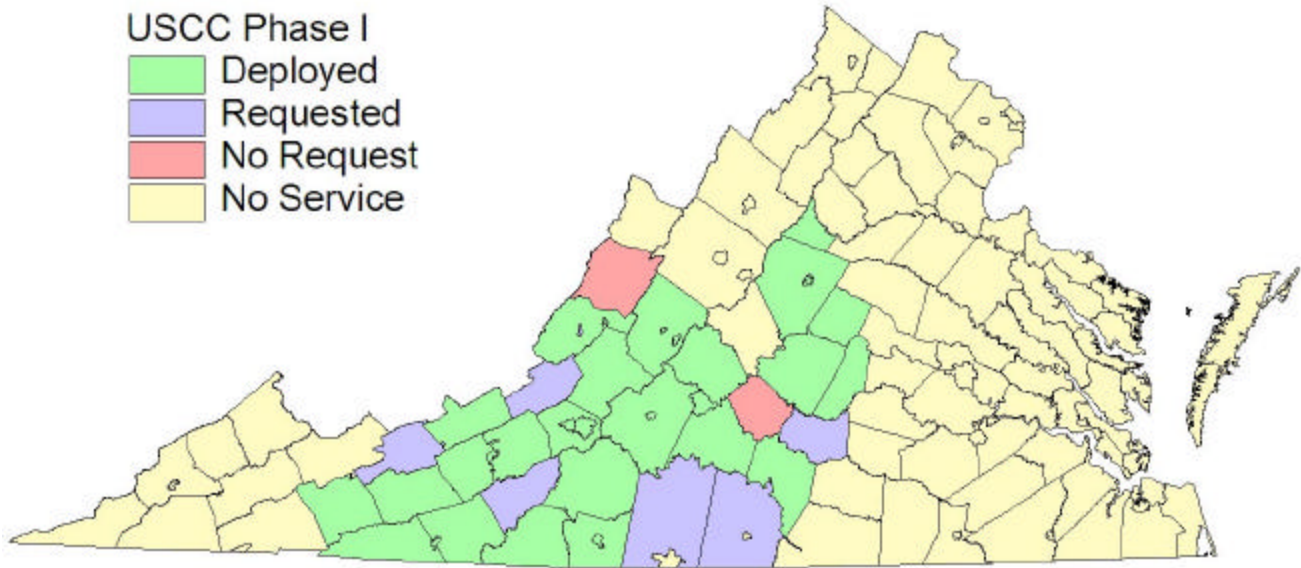 USCC Phase I
Deployed
Requested
No Request
No Service